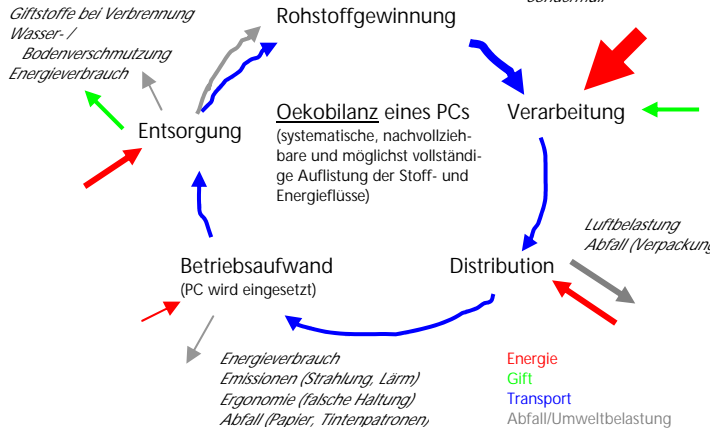 Giftstoffe bei Verbrennung
Wasser- /
Bodenverschmutzung
Energieverbrauch
Rohstoffgewinnung
Oekobilanz eines PCs
(systematische, nachvollzieh-
bare und möglichst vollständi-
ge Auflistung der Stoff- und
Energieflüsse)
Verarbeitung
Entsorgung
Luftbelastung
Abfall (Verpackung
Betriebsaufwand
(PC wird eingesetzt)
Distribution
Energieverbrauch
Emissionen (Strahlung, Lärm)
Ergonomie (falsche Haltung)
Abfall (Papier, Tintenpatronen)
Energie
Gift
Transport
Abfall/Umweltbelastung